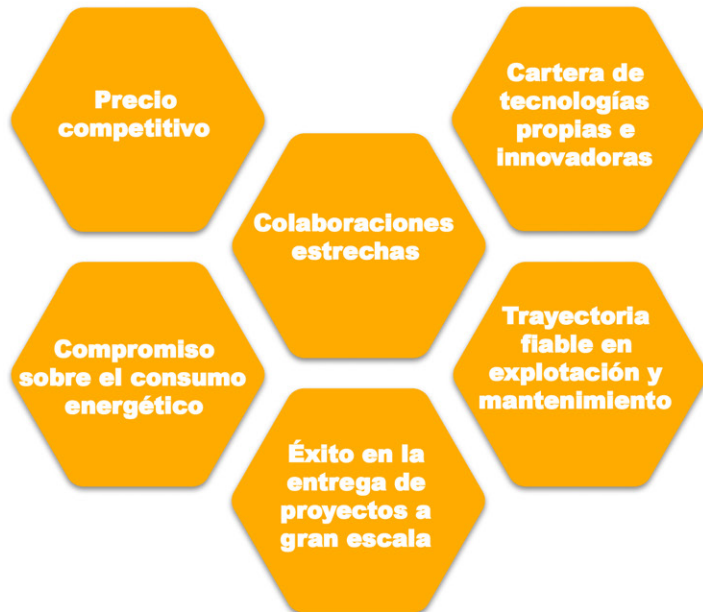 Precio
competitivo
Cartera de
tecnologías
propias e
innovadoras
Colaboraciones
estrechas
Compromiso
sobre el consumo
energético
Trayectoria
fiable en
explotación y
mantenimiento
Éxito en la
entrega de
proyectos a
gran escala